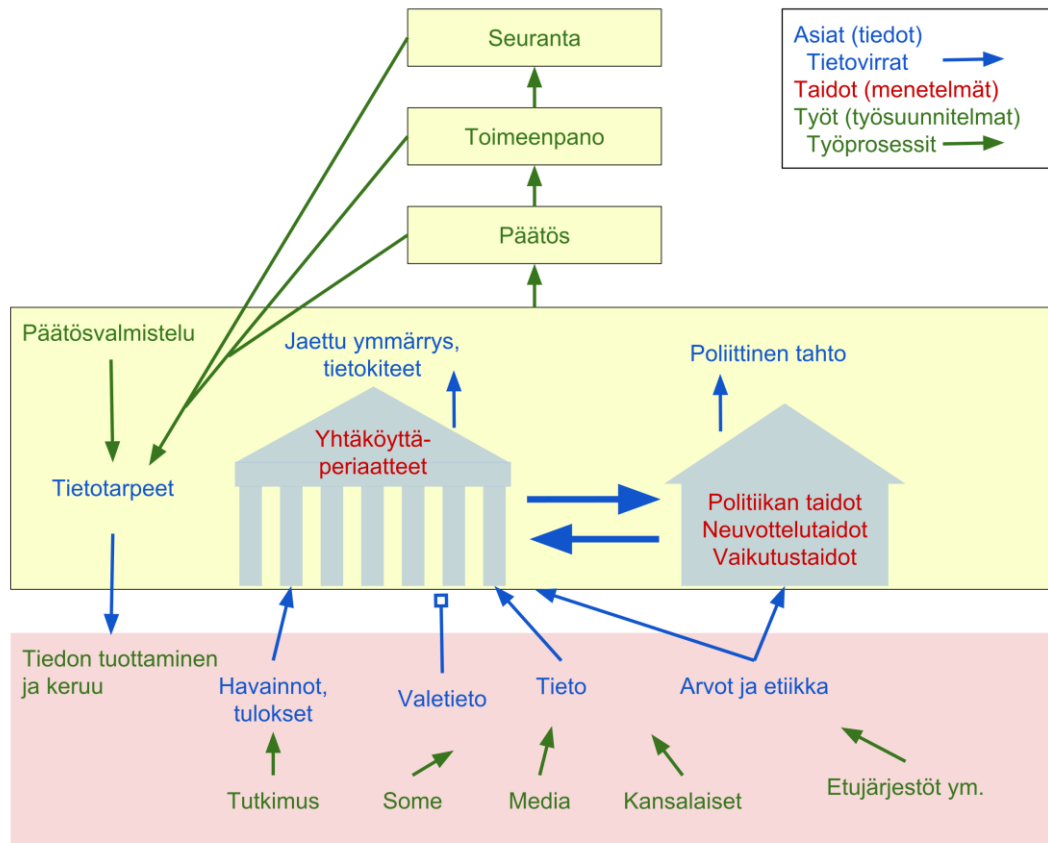 Seuranta
Toimeenpano
Päätös
Asiat (tiedot)
Tietovirrat
Taidot (menetelmät)
Työt (työsuunnitelmat)
Työprosessit
Päätösvalmistelu
Jaettu ymmärrys,
tietokiteet
Poliittinen tahto
Yhtäköyttä-
periaatteet
Tietotarpeet
Politiikan taidot
Neuvottelutaidot
Vaikutustaidot
Tiedon tuottaminen
ja keruu
Havainnot,
tulokset
Valetieto
Tieto
Arvot ja etiikka
Tutkimus
Some
Media
Kansalaiset
Etujärjestöt ym.